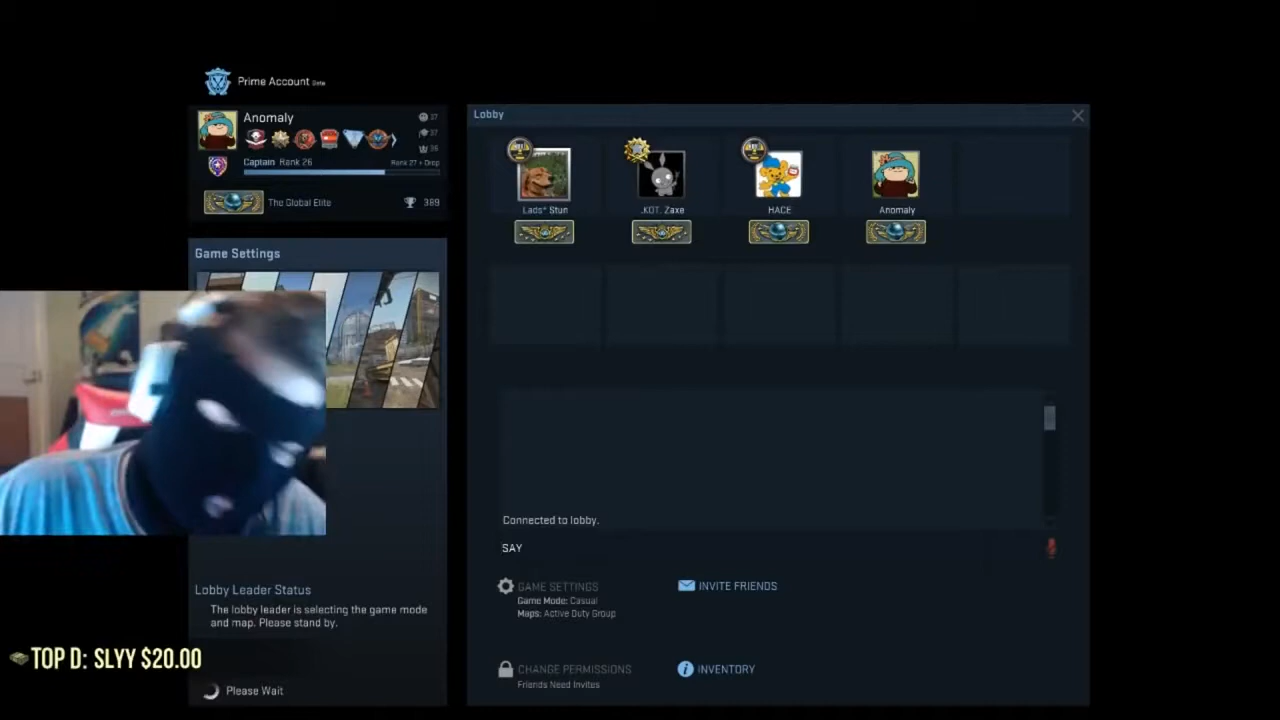 Prime Account Beta
Anomaly
Captain Rank 26
Rank 27 + Drop
The Global Elite
389
Game Settings
Lobby
Lads* Stun
.KOT. Zaxe
HACE
Anomaly
Connected to lobby.
SAY
GAME SETTINGS
Game Mode: Casual
Maps: Active Duty Group
INVITE FRIENDS
CHANGE PERMISSIONS
Friends Need Invites
INVENTORY
Lobby Leader Status
The lobby leader is selecting the game mode
and map. Please stand by.
TOP D: SLYY $20.00
Please Wait